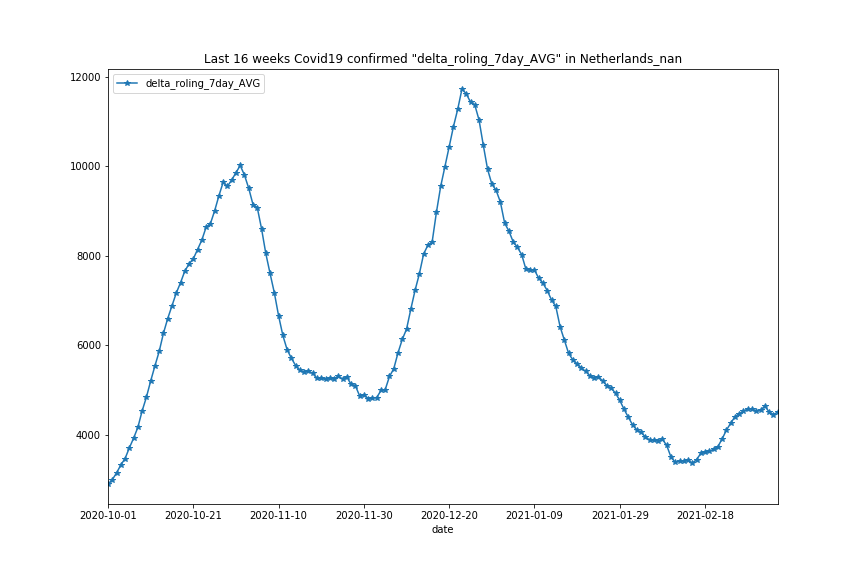 Last 16 weeks Covid19 confirmed "delta_roling_7day_AVG" in Netherlands_nan
delta_roling_7day_AVG
12000
10000
8000
6000
4000
2020-10-01 2020-10-21 2020-11-10 2020-11-30 2020-12-20 2021-01-09 2021-01-29 2021-02-18
date